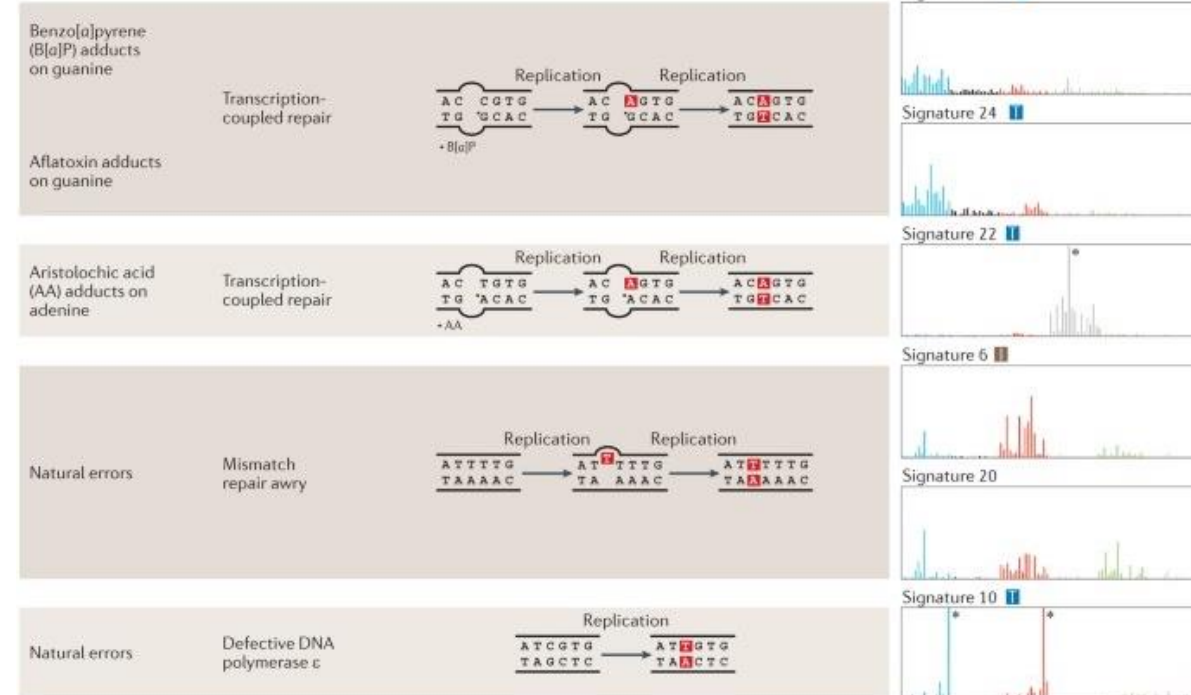 Benzo[a]pyrene
(B[a]P) adducts
on guanine
Aflatoxin adducts
on guanine
Transcription-
coupled repair
Replication Replication
AC CGTG AC AGTG ACAGTG
TG *GCAC TG *GCAC TGTCAC
• B[a]P
Signature 24 T
Signature 22 T
Aristolochic acid
(AA) adducts on
adenine
Transcription-
coupled repair
Replication Replication
AC TGTG AC AGTG ACAGTG
TG *ACAC TG *ACAC TGTCAC
• AA
*
Signature 6 I
Natural errors
Mismatch
repair awry
Replication Replication
ATTTTG ATTTTTG ATTTTTG
TAAAAC TA AAAC TAAAAAC
Signature 20
Signature 10 T
Natural errors
Defective DNA
polymerase ε
Replication
ATCGTG ATTGTG
TAGCTC TAACTC
* *